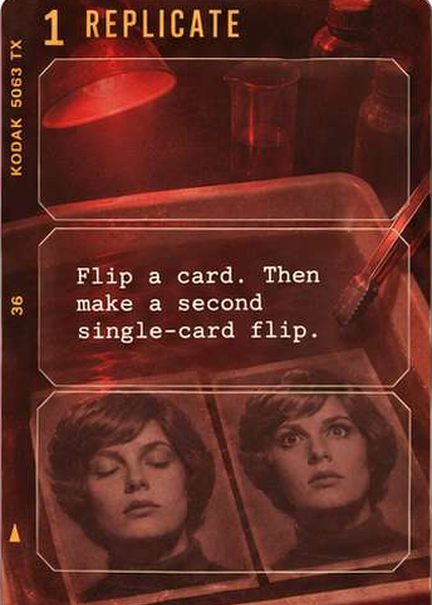 1 REPLICATE
KODAK 5063 TX
Flip a card. Then
make a second
single-card flip.
36